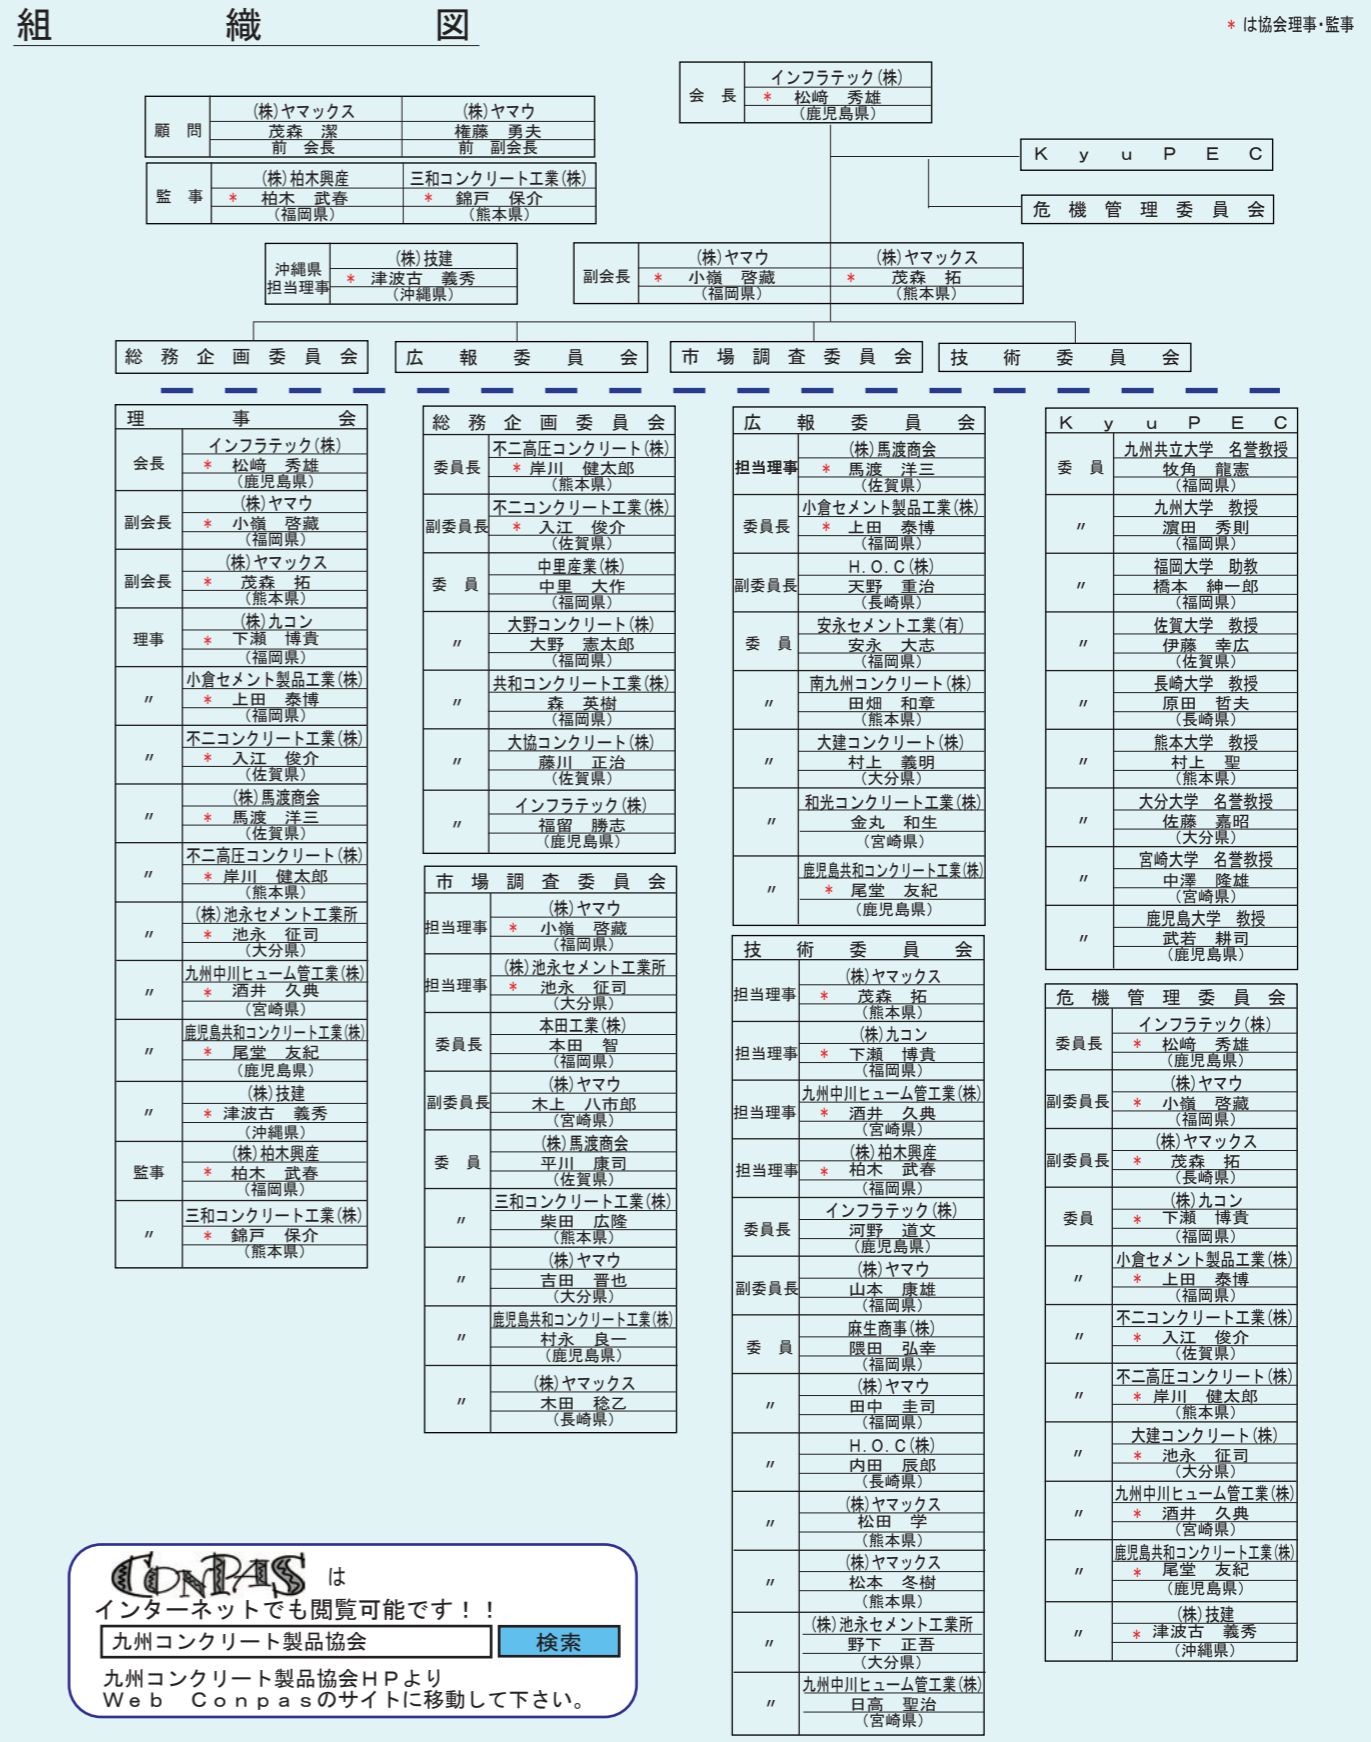 組織図
* は協会理事・監事
会長
インフラテック(株)
* 松﨑 秀雄
(鹿児島県)
顧問
(株)ヤマックス
茂森 潔
前 会長
(株)ヤマウ
権藤 勇夫
前 副会長
監事
(株)柏木興産
* 柏木 武春
(福岡県)
三和コンクリート工業(株)
* 錦戸 保介
(熊本県)
KyuPEC
危機管理委員会
沖縄県
担当理事
(株)技建
* 津波古 義秀
(沖縄県)
副会長
(株)ヤマウ
* 小嶺 啓藏
(福岡県)
(株)ヤマックス
* 茂森 拓
(熊本県)
総務企画委員会
広報委員会
市場調査委員会
技術委員会
理事会
会長
インフラテック(株)
* 松﨑 秀雄
(鹿児島県)
副会長
(株)ヤマウ
* 小嶺 啓藏
(福岡県)
副会長
(株)ヤマックス
* 茂森 拓
(熊本県)
理事
(株)九コン
* 下瀬 博貴
(福岡県)
〃
小倉セメント製品工業(株)
* 上田 泰博
(福岡県)
〃
不二コンクリート工業(株)
* 入江 俊介
(佐賀県)
〃
(株)馬渡商会
* 馬渡 洋三
(佐賀県)
〃
不二高圧コンクリート(株)
* 岸川 健太郎
(熊本県)
〃
(株)池永セメント工業所
* 池永 征司
(大分県)
〃
九州中川ヒューム管工業(株)
* 酒井 久典
(宮崎県)
〃
鹿児島共和コンクリート工業(株)
* 尾堂 友紀
(鹿児島県)
〃
(株)技建
* 津波古 義秀
(沖縄県)
監事
(株)柏木興産
* 柏木 武春
(福岡県)
〃
三和コンクリート工業(株)
* 錦戸 保介
(熊本県)
総務企画委員会
委員長
不二高圧コンクリート(株)
* 岸川 健太郎
(熊本県)
副委員長
不二コンクリート工業(株)
* 入江 俊介
(佐賀県)
委員
中里産業(株)
中里 大作
(福岡県)
〃
大野コンクリート(株)
大野 憲太郎
(福岡県)
〃
共和コンクリート工業(株)
森 英樹
(福岡県)
〃
大協コンクリート(株)
藤川 正治
(佐賀県)
〃
インフラテック(株)
福留 勝志
(鹿児島県)
市場調査委員会
担当理事
(株)ヤマウ
* 小嶺 啓藏
(福岡県)
担当理事
(株)池永セメント工業所
* 池永 征司
(大分県)
委員長
本田工業(株)
本田 智
(福岡県)
副委員長
(株)ヤマウ
木上 八市郎
(宮崎県)
委員
(株)馬渡商会
平川 康司
(佐賀県)
〃
三和コンクリート工業(株)
柴田 広隆
(熊本県)
〃
(株)ヤマウ
吉田 晋也
(大分県)
〃
鹿児島共和コンクリート工業(株)
村永 良一
(鹿児島県)
〃
(株)ヤマックス
木田 稔乙
(長崎県)
広報委員会
担当理事
(株)馬渡商会
* 馬渡 洋三
(佐賀県)
委員長
小倉セメント製品工業(株)
* 上田 泰博
(福岡県)
副委員長
H.O.C(株)
天野 重治
(長崎県)
委員
安永セメント工業(有)
安永 大志
(福岡県)
〃
南九州コンクリート(株)
田畑 和章
(熊本県)
〃
大建コンクリート(株)
村上 義明
(大分県)
〃
和光コンクリート工業(株)
金丸 和生
(宮崎県)
〃
鹿児島共和コンクリート工業(株)
* 尾堂 友紀
(鹿児島県)
技術委員会
担当理事
(株)ヤマックス
* 茂森 拓
(熊本県)
担当理事
(株)九コン
* 下瀬 博貴
(福岡県)
担当理事
九州中川ヒューム管工業(株)
* 酒井 久典
(宮崎県)
担当理事
(株)柏木興産
* 柏木 武春
(福岡県)
委員長
インフラテック(株)
河野 道文
(鹿児島県)
副委員長
(株)ヤマウ
山本 康雄
(福岡県)
委員
麻生商事(株)
隈田 弘幸
(福岡県)
〃
(株)ヤマウ
田中 圭司
(福岡県)
〃
H.O.C(株)
内田 辰郎
(長崎県)
〃
(株)ヤマックス
松田 学
(熊本県)
〃
(株)ヤマックス
松本 冬樹
(熊本県)
〃
(株)池永セメント工業所
野下 正吾
(大分県)
〃
九州中川ヒューム管工業(株)
日高 聖治
(宮崎県)
KyuPEC
委員
九州共立大学 名誉教授
牧角 龍憲
(福岡県)
〃
九州大学 教授
濵田 秀則
(福岡県)
〃
福岡大学 助教
橋本 紳一郎
(福岡県)
〃
佐賀大学 教授
伊藤 幸広
(佐賀県)
〃
長崎大学 教授
原田 哲夫
(長崎県)
〃
熊本大学 教授
村上 聖
(熊本県)
〃
大分大学 名誉教授
佐藤 嘉昭
(大分県)
〃
宮崎大学 名誉教授
中澤 隆雄
(宮崎県)
〃
鹿児島大学 教授
武若 耕司
(鹿児島県)
危機管理委員会
委員長
インフラテック(株)
* 松﨑 秀雄
(鹿児島県)
副委員長
(株)ヤマウ
* 小嶺 啓藏
(福岡県)
副委員長
(株)ヤマックス
* 茂森 拓
(長崎県)
委員
(株)九コン
* 下瀬 博貴
(福岡県)
〃
小倉セメント製品工業(株)
* 上田 泰博
(福岡県)
〃
不二コンクリート工業(株)
* 入江 俊介
(佐賀県)
〃
不二高圧コンクリート(株)
* 岸川 健太郎
(熊本県)
〃
大建コンクリート(株)
* 池永 征司
(大分県)
〃
九州中川ヒューム管工業(株)
* 酒井 久典
(宮崎県)
〃
鹿児島共和コンクリート工業(株)
* 尾堂 友紀
(鹿児島県)
〃
(株)技建
* 津波古 義秀
(沖縄県)
CONPAS は
インターネットでも閲覧可能です!!
九州コンクリート製品協会 検索
九州コンクリート製品協会HPより
Web Conpasのサイトに移動して下さい。